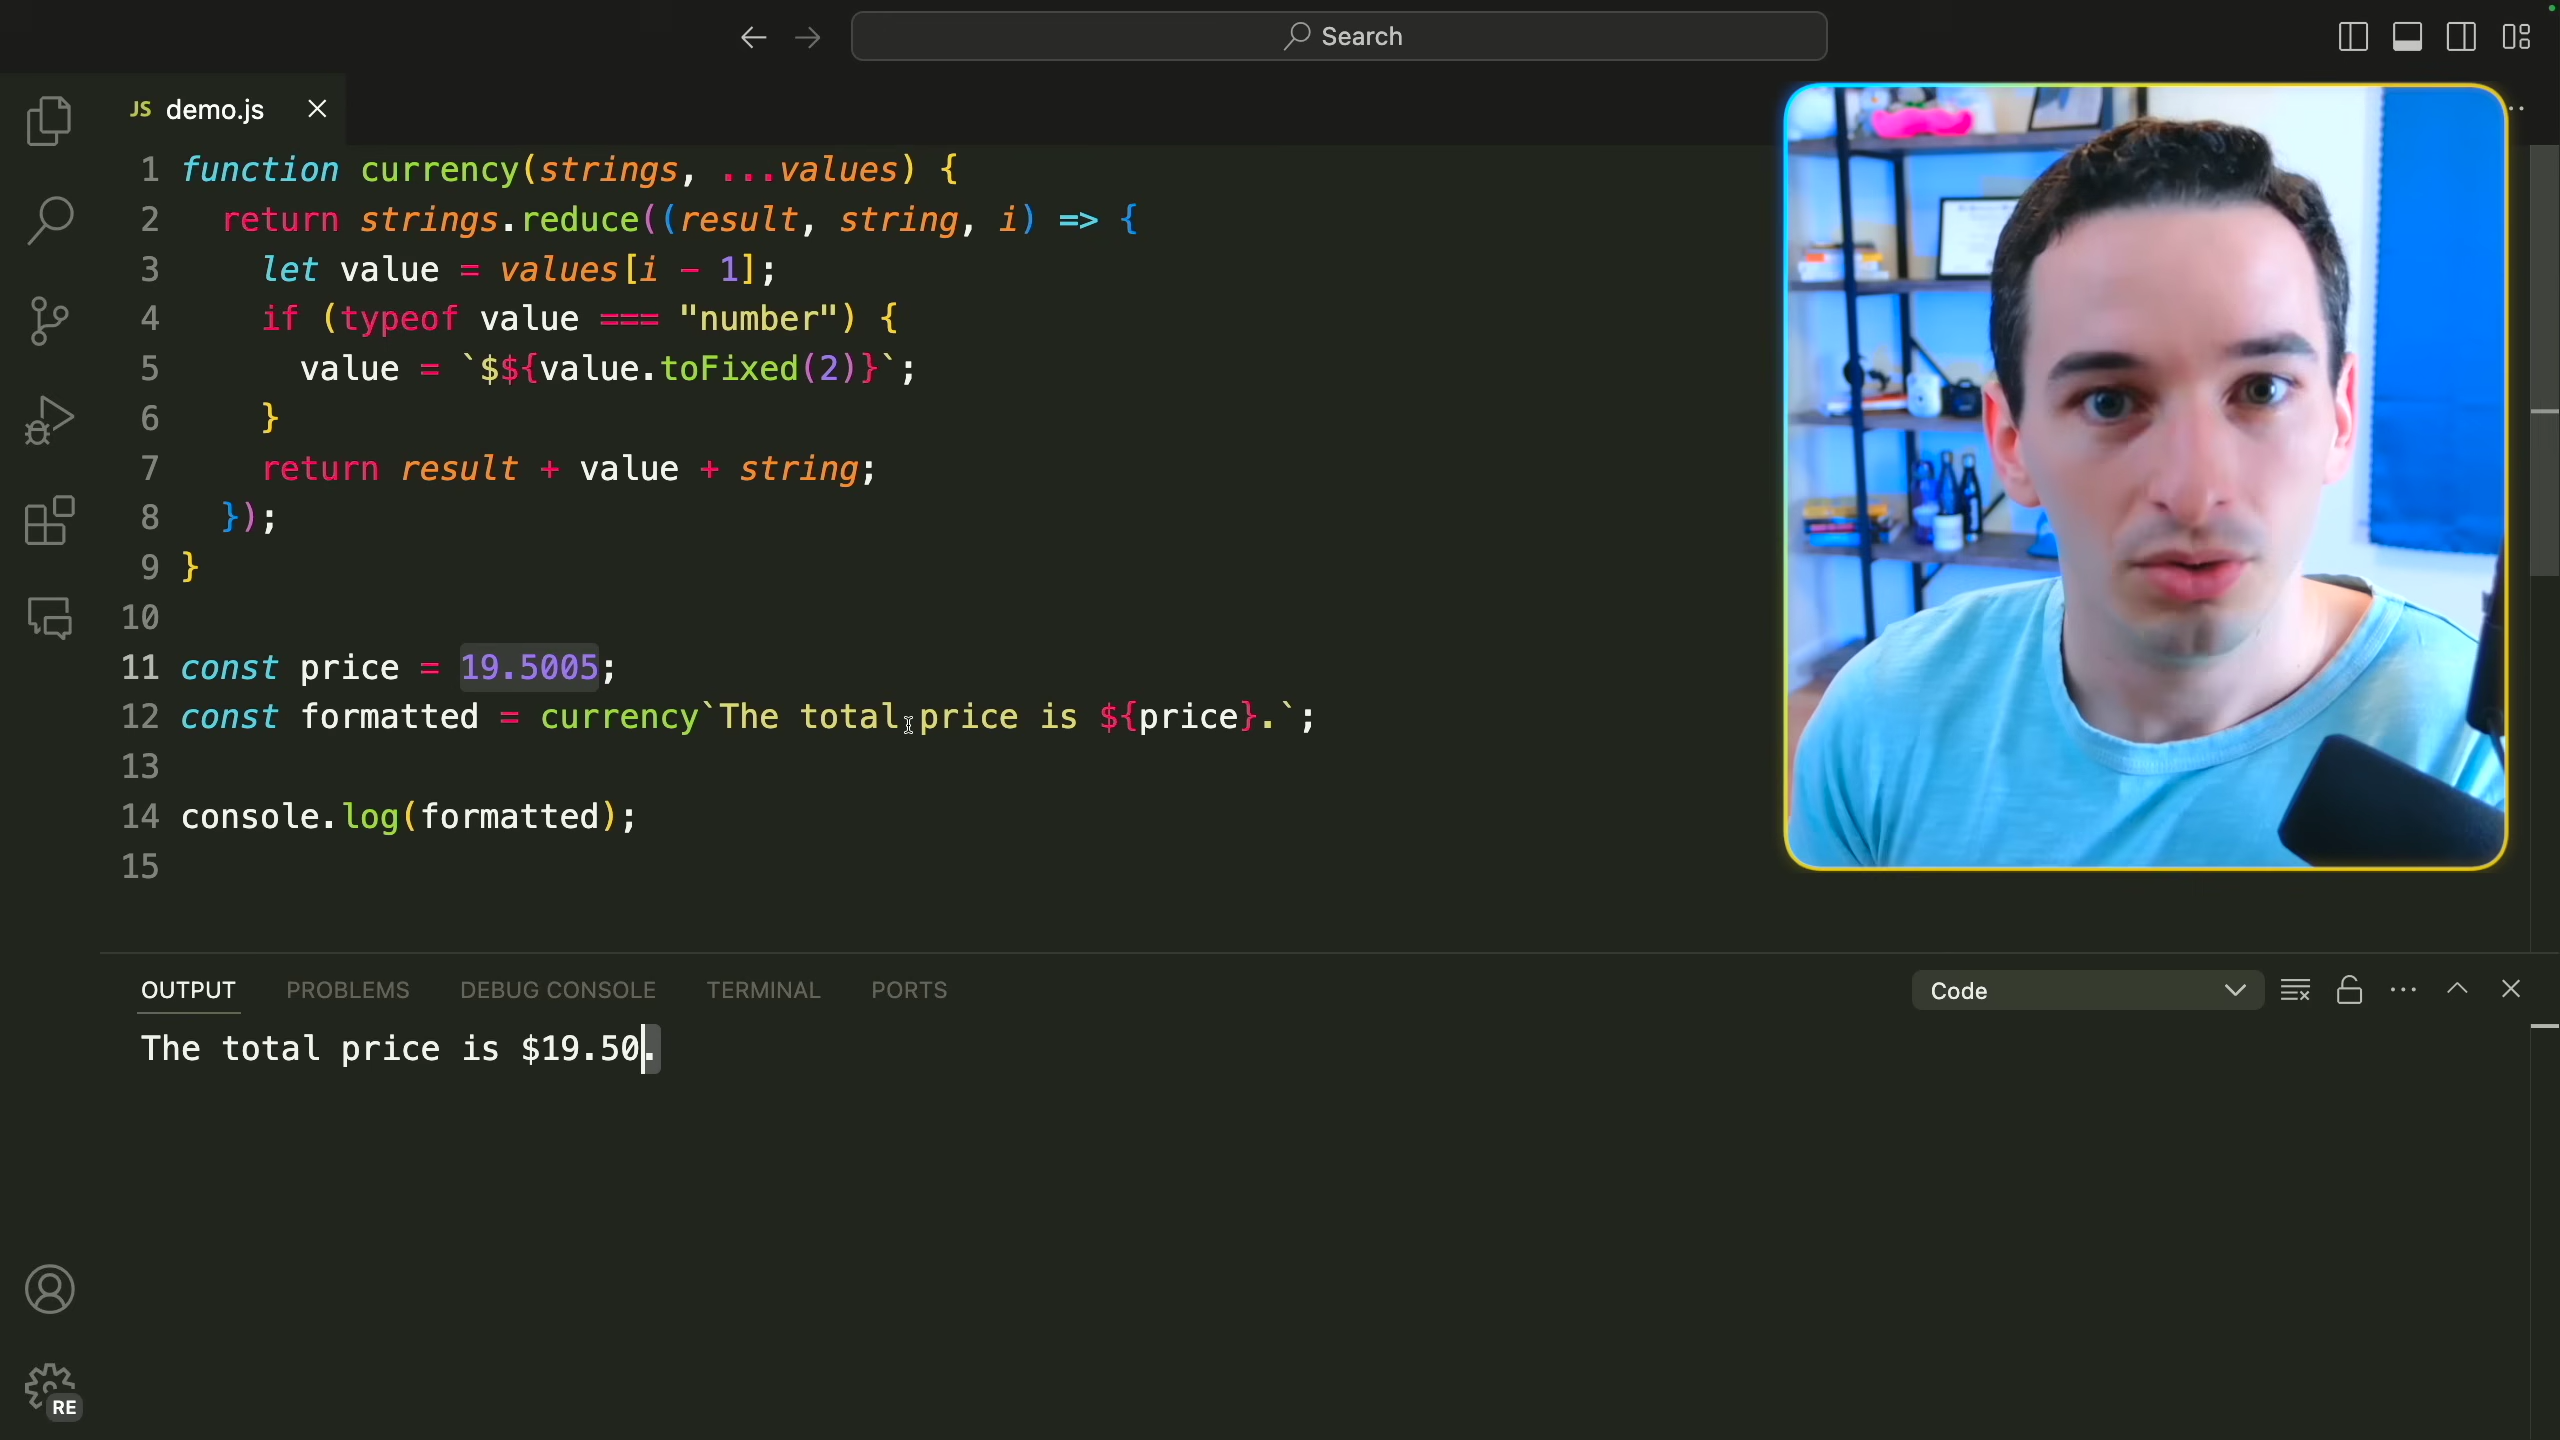 Search
JS demo.js
1 function currency(strings, ...values) {
2   return strings.reduce((result, string, i) => {
3     let value = values[i - 1];
4     if (typeof value === "number") {
5       value = `$${value.toFixed(2)}`;
6     }
7     return result + value + string;
8   });
9 }
10
11 const price = 19.5005;
12 const formatted = currency`The total price is ${price}.`;
13
14 console.log(formatted);
15
OUTPUT PROBLEMS DEBUG CONSOLE TERMINAL PORTS Code
The total price is $19.50.
RE